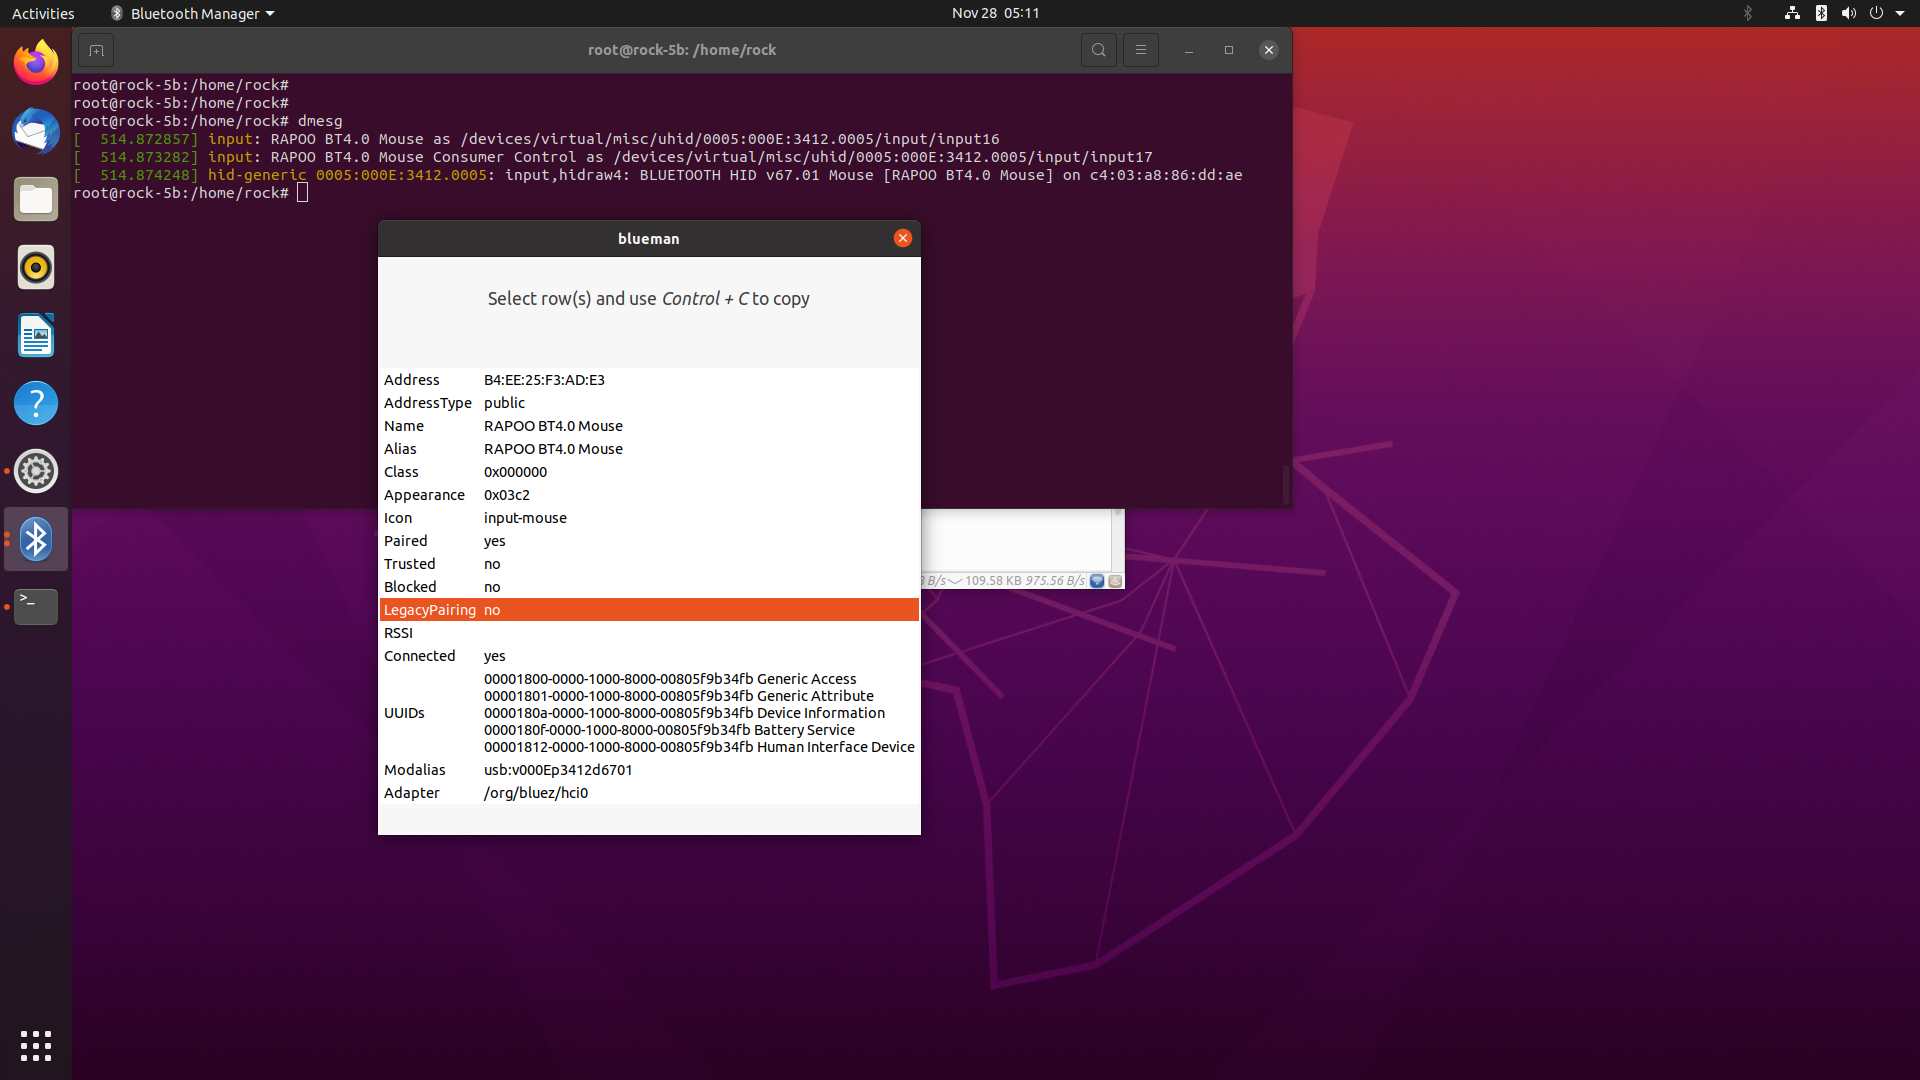 Activities Bluetooth Manager Nov 28 05:11
root@rock-5b: /home/rock
root@rock-5b:/home/rock#
root@rock-5b:/home/rock#
root@rock-5b:/home/rock# dmesg
[  514.872857] input: RAPOO BT4.0 Mouse as /devices/virtual/misc/uhid/0005:000E:3412.0005/input/input16
[  514.873282] input: RAPOO BT4.0 Mouse Consumer Control as /devices/virtual/misc/uhid/0005:000E:3412.0005/input/input17
[  514.874248] hid-generic 0005:000E:3412.0005: input,hidraw4: BLUETOOTH HID v67.01 Mouse [RAPOO BT4.0 Mouse] on c4:03:a8:86:dd:ae
root@rock-5b:/home/rock#
blueman
Select row(s) and use Control + C to copy
Address B4:EE:25:F3:AD:E3
AddressType public
Name RAPOO BT4.0 Mouse
Alias RAPOO BT4.0 Mouse
Class 0x000000
Appearance 0x03c2
Icon input-mouse
Paired yes
Trusted no
Blocked no
LegacyPairing no
RSSI
Connected yes
UUIDs
00001800-0000-1000-8000-00805f9b34fb Generic Access
00001801-0000-1000-8000-00805f9b34fb Generic Attribute
0000180a-0000-1000-8000-00805f9b34fb Device Information
0000180f-0000-1000-8000-00805f9b34fb Battery Service
00001812-0000-1000-8000-00805f9b34fb Human Interface Device
Modalias usb:v000Ep3412d6701
Adapter /org/bluez/hci0
B/s 109.58 KB 975.56 B/s